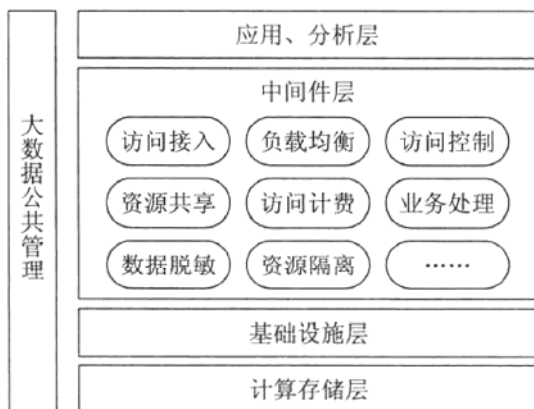 大数据公共管理
应用、分析层
中间件层
访问接入
负载均衡
访问控制
资源共享
访问计费
业务处理
数据脱敏
资源隔离
……
基础设施层
计算存储层